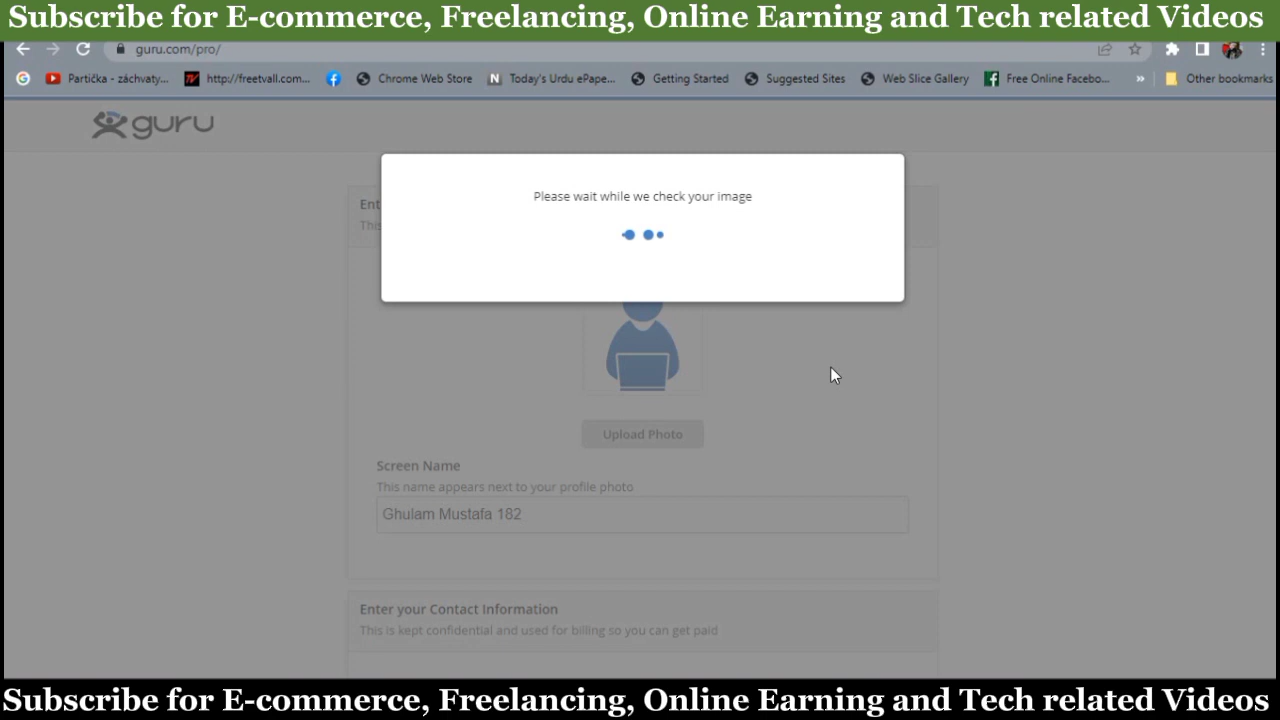 Subscribe for E-commerce, Freelancing, Online Earning and Tech related Videos
guru.com/pro/
Partička - záchvaty... http://freetvall.com... Chrome Web Store Today's Urdu ePape... Getting Started Suggested Sites Web Slice Gallery Free Online Facebo... » Other bookmarks
guru
Please wait while we check your image
Ent
This
Upload Photo
Screen Name
This name appears next to your profile photo
Ghulam Mustafa 182
Enter your Contact Information
This is kept confidential and used for billing so you can get paid
Subscribe for E-commerce, Freelancing, Online Earning and Tech related Videos